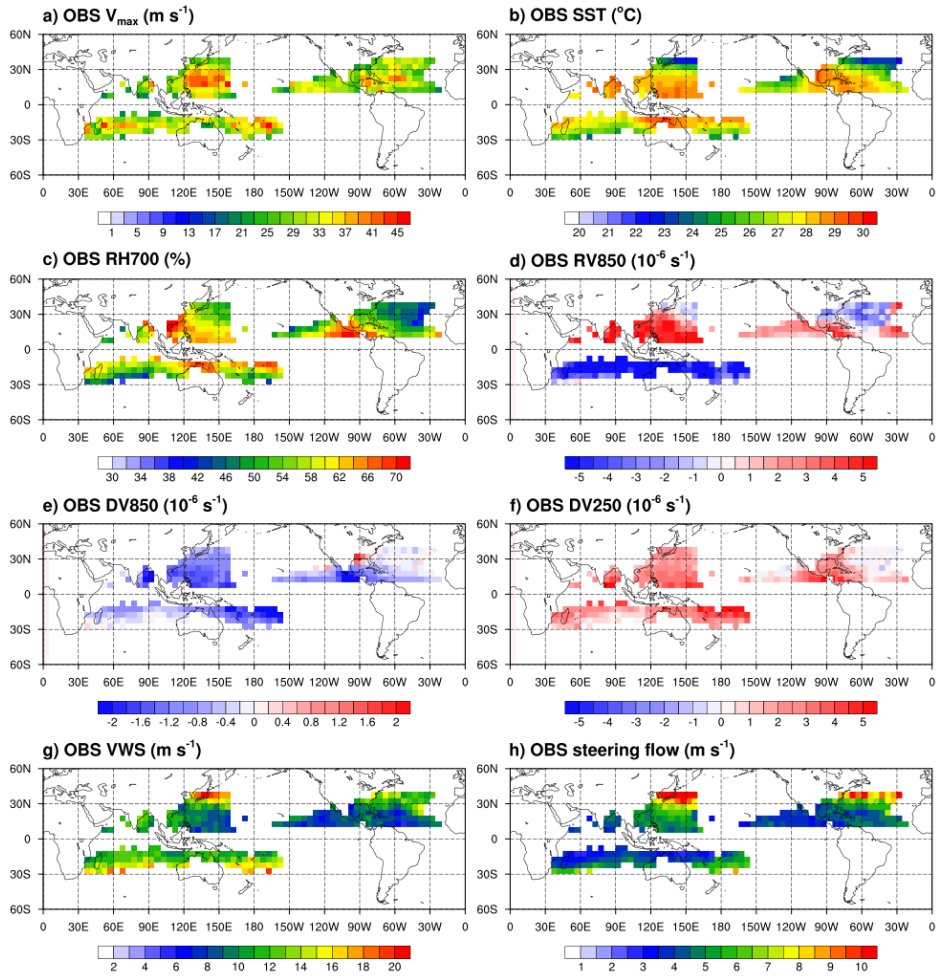 a) OBS Vmax (m s-1)
60N
30N
0
30S
60S
0 30E 60E 90E 120E 150E 180 150W 120W 90W 60W 30W 0
1 5 9 13 17 21 25 29 33 37 41 45
b) OBS SST (oC)
60N
30N
0
30S
60S
0 30E 60E 90E 120E 150E 180 150W 120W 90W 60W 30W 0
20 21 22 23 24 25 26 27 28 29 30
c) OBS RH700 (%)
60N
30N
0
30S
60S
0 30E 60E 90E 120E 150E 180 150W 120W 90W 60W 30W 0
30 34 38 42 46 50 54 58 62 66 70
d) OBS RV850 (10-6 s-1)
60N
30N
0
30S
60S
0 30E 60E 90E 120E 150E 180 150W 120W 90W 60W 30W 0
-5 -4 -3 -2 -1 0 1 2 3 4 5
e) OBS DV850 (10-6 s-1)
60N
30N
0
30S
60S
0 30E 60E 90E 120E 150E 180 150W 120W 90W 60W 30W 0
-2 -1.6 -1.2 -0.8 -0.4 0 0.4 0.8 1.2 1.6 2
f) OBS DV250 (10-6 s-1)
60N
30N
0
30S
60S
0 30E 60E 90E 120E 150E 180 150W 120W 90W 60W 30W 0
-5 -4 -3 -2 -1 0 1 2 3 4 5
g) OBS VWS (m s-1)
60N
30N
0
30S
60S
0 30E 60E 90E 120E 150E 180 150W 120W 90W 60W 30W 0
2 4 6 8 10 12 14 16 18 20
h) OBS steering flow (m s-1)
60N
30N
0
30S
60S
0 30E 60E 90E 120E 150E 180 150W 120W 90W 60W 30W 0
1 2 3 4 5 6 7 8 9 10